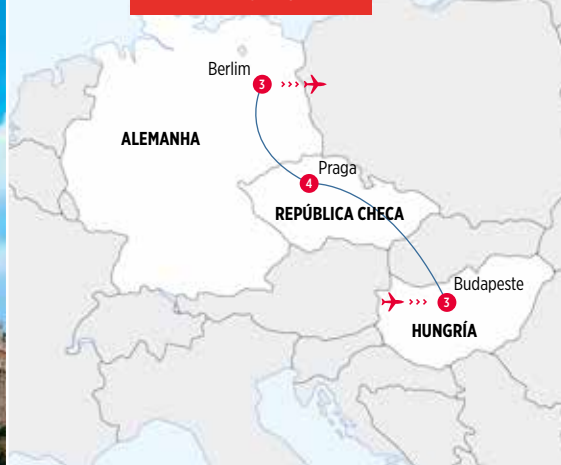 Berlim
3
ALEMANHA
Praga
4
REPÚBLICA CHECA
Budapeste
3
HUNGRÍA